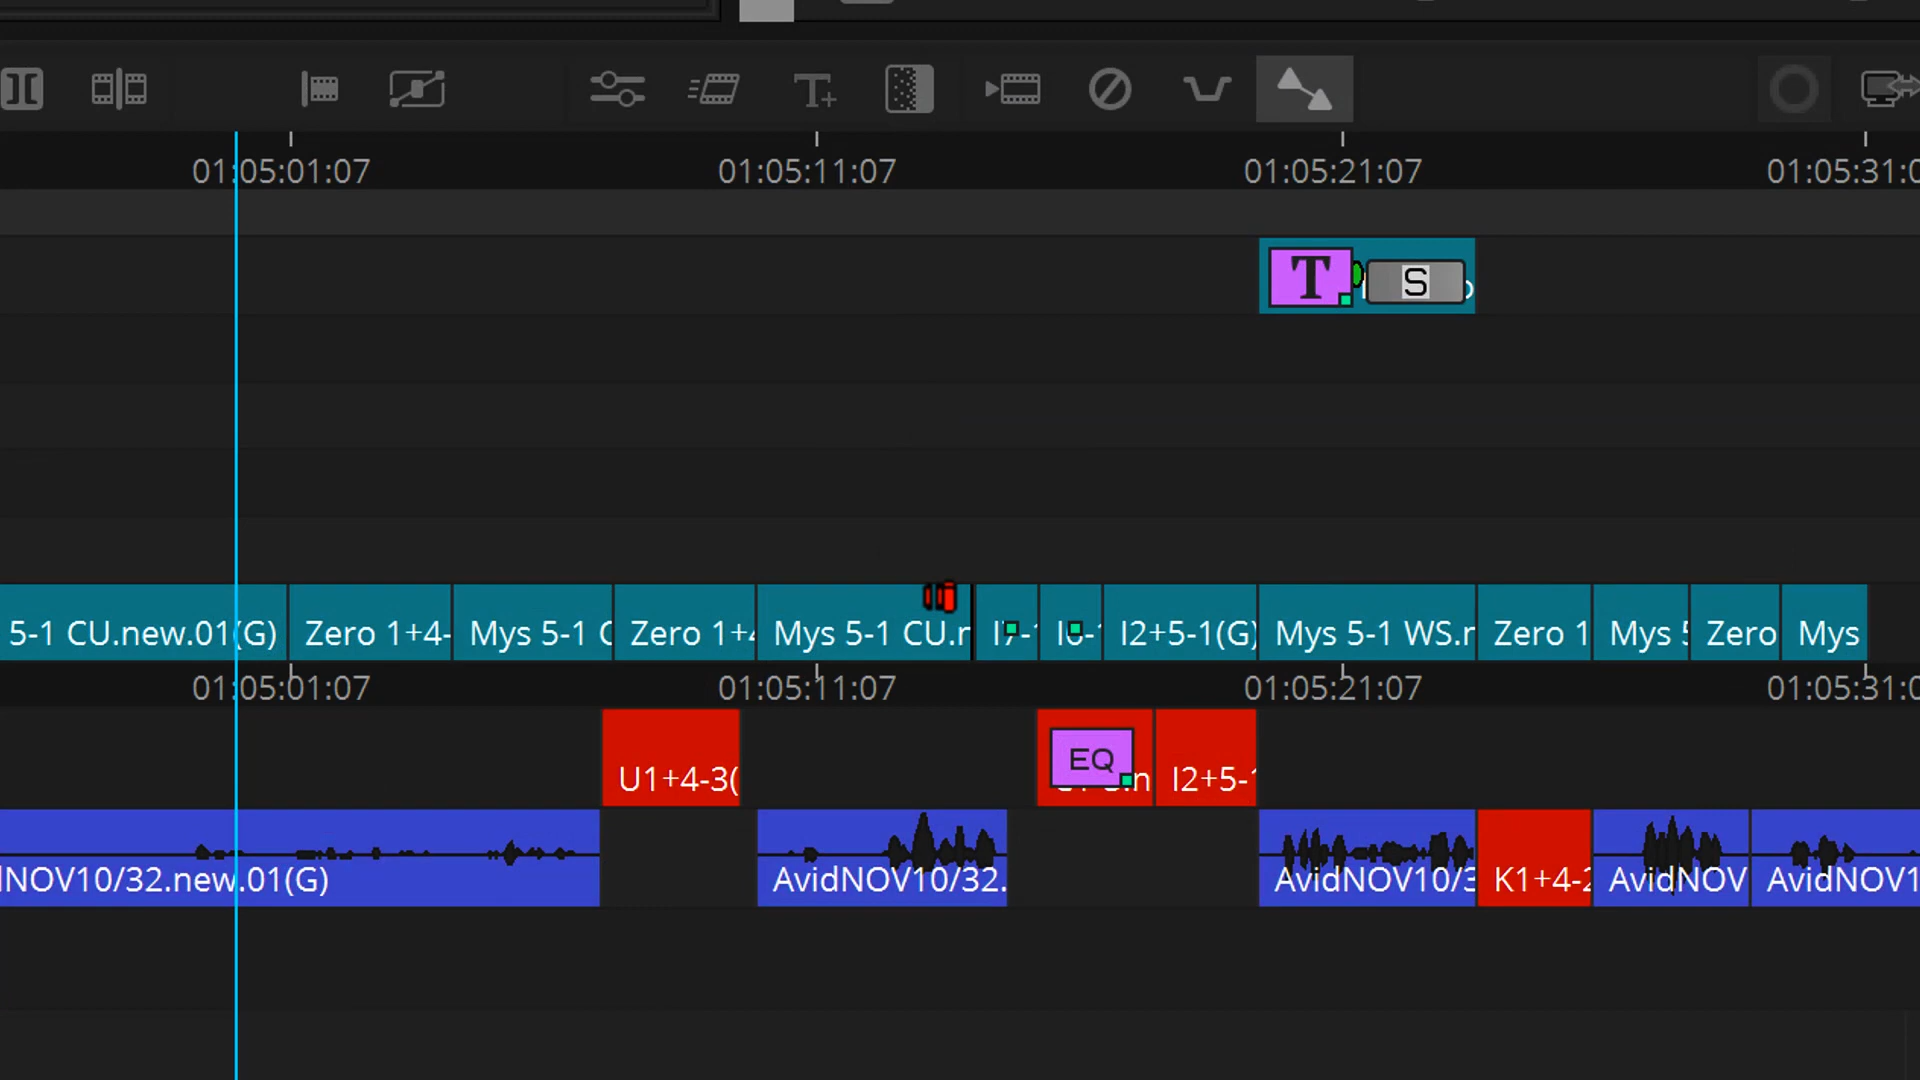 01:05:01:07 01:05:11:07 01:05:21:07 01:05:31:0
T S
5-1 CU.new.01(G) Zero 1+4- Mys 5-1 C Zero 1+4 Mys 5-1 CU.n I7-1 I2+5-1(G) Mys 5-1 WS.n Zero 1 Mys 5 Zero Mys
01:05:01:07 01:05:11:07 01:05:21:07 01:05:31:0
U1+4-3( EQ I2+5-1
NOV10/32.new.01(G) AvidNOV10/32. AvidNOV10/3 K1+4-2 AvidNOV AvidNOV1